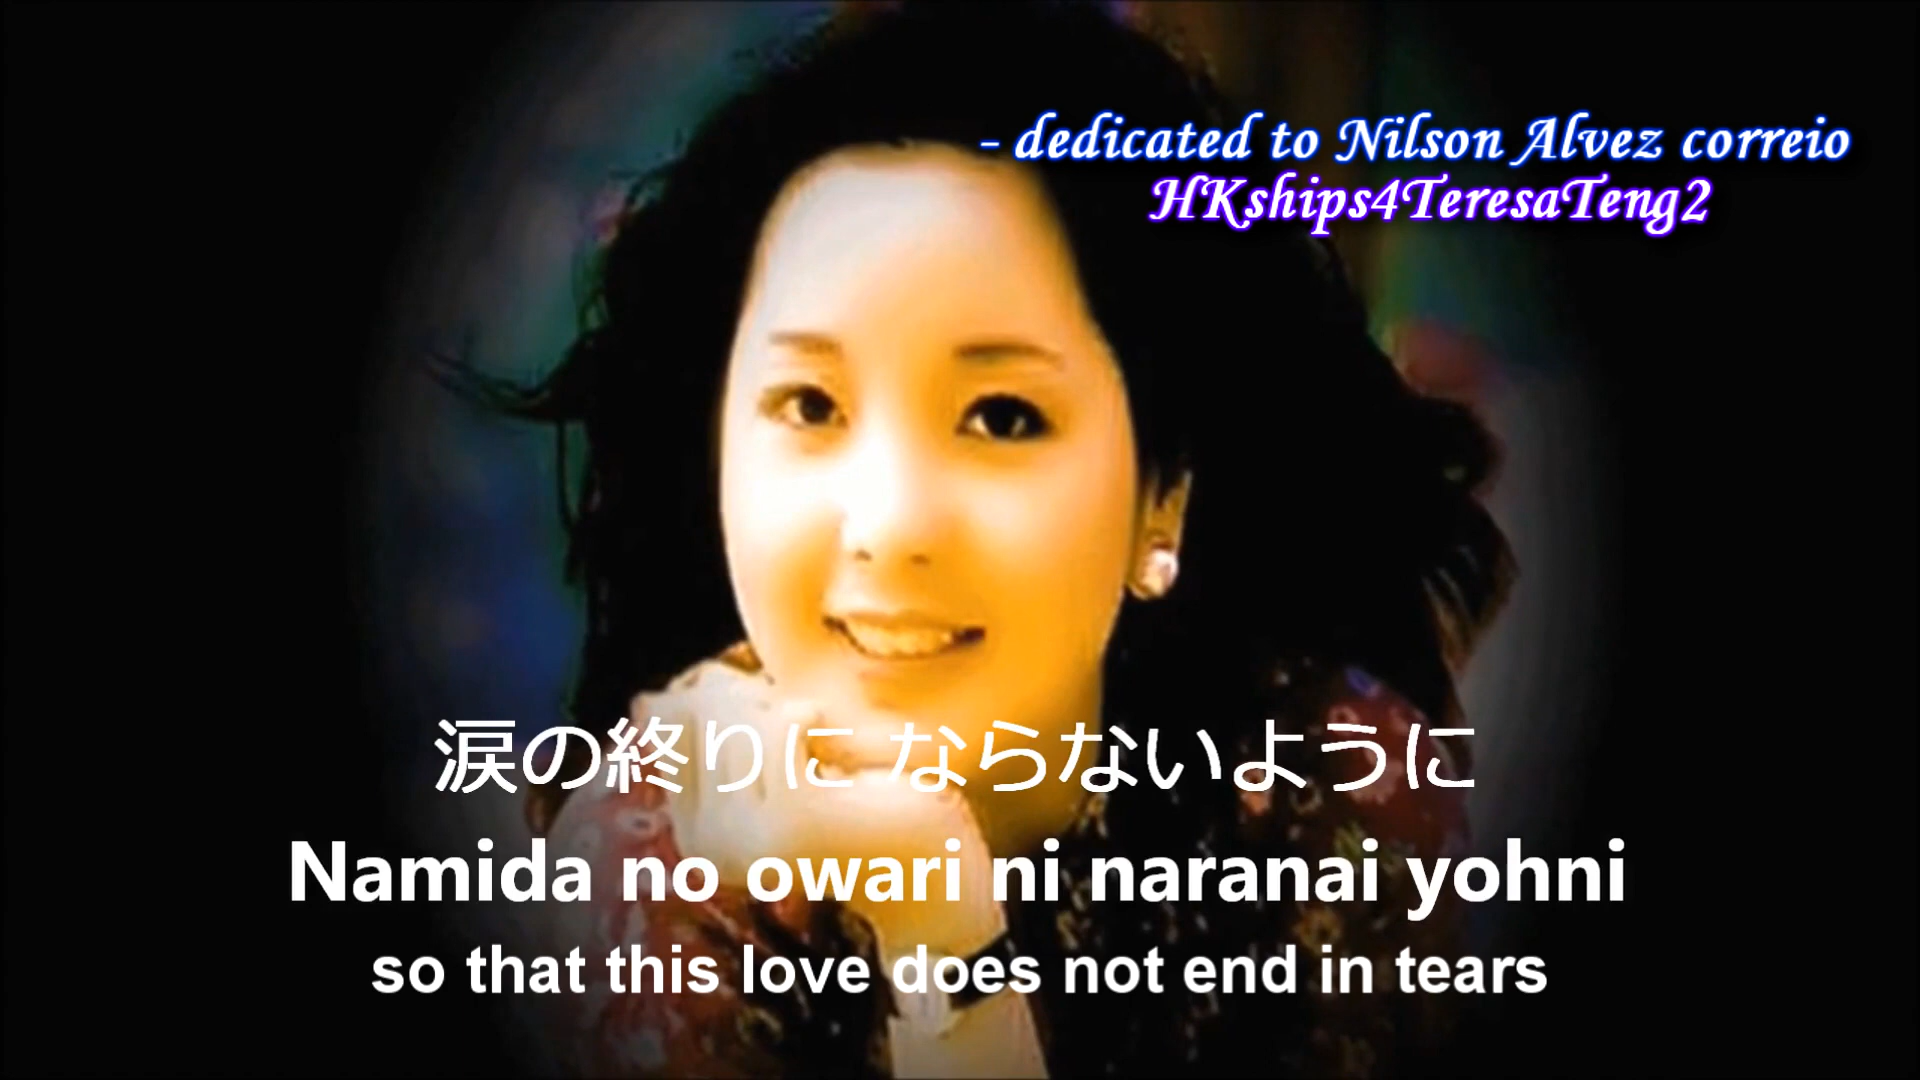 - dedicated to Nilson Alvez correio
HKships4TeresaTeng2
涙の終りに ならないように
Namida no owari ni naranai yohni
so that this love does not end in tears